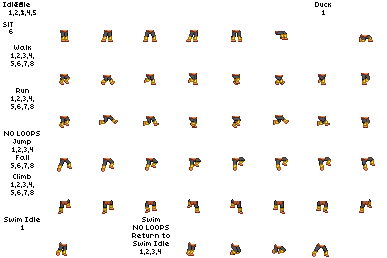 Idle
1,2,3,4,5
Duck
1
SIT
6
Walk
1,2,3,4,
5,6,7,8
Run
1,2,3,4,
5,6,7,8
NO LOOPS
Jump
1,2,3,4
Fall
5,6,7,8
Climb
1,2,3,4,
5,6,7,8
Swim Idle
1
Swim
NO LOOPS
Return to
Swim Idle
1,2,3,4